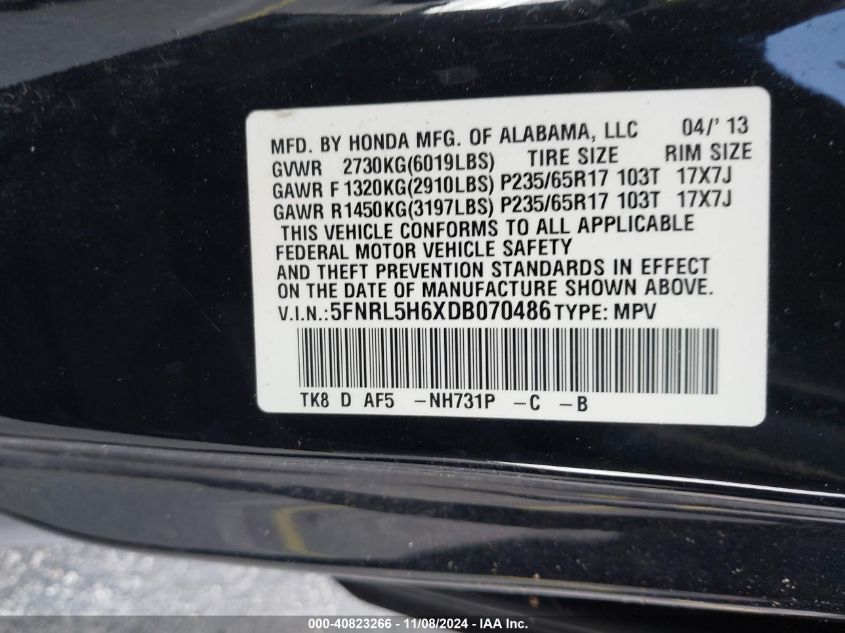 MFD. BY HONDA MFG. OF ALABAMA, LLC 04/' 13
GVWR 2730KG(6019LBS) TIRE SIZE RIM SIZE
GAWR F 1320KG(2910LBS) P235/65R17 103T 17X7J
GAWR R1450KG(3197LBS) P235/65R17 103T 17X7J
THIS VEHICLE CONFORMS TO ALL APPLICABLE
FEDERAL MOTOR VEHICLE SAFETY
AND THEFT PREVENTION STANDARDS IN EFFECT
ON THE DATE OF MANUFACTURE SHOWN ABOVE.
V.I.N.:5FNRL5H6XDB070486 TYPE: MPV
TK8 D AF5 -NH731P -C -B
000-40823266 - 11/08/2024 - IAA Inc.